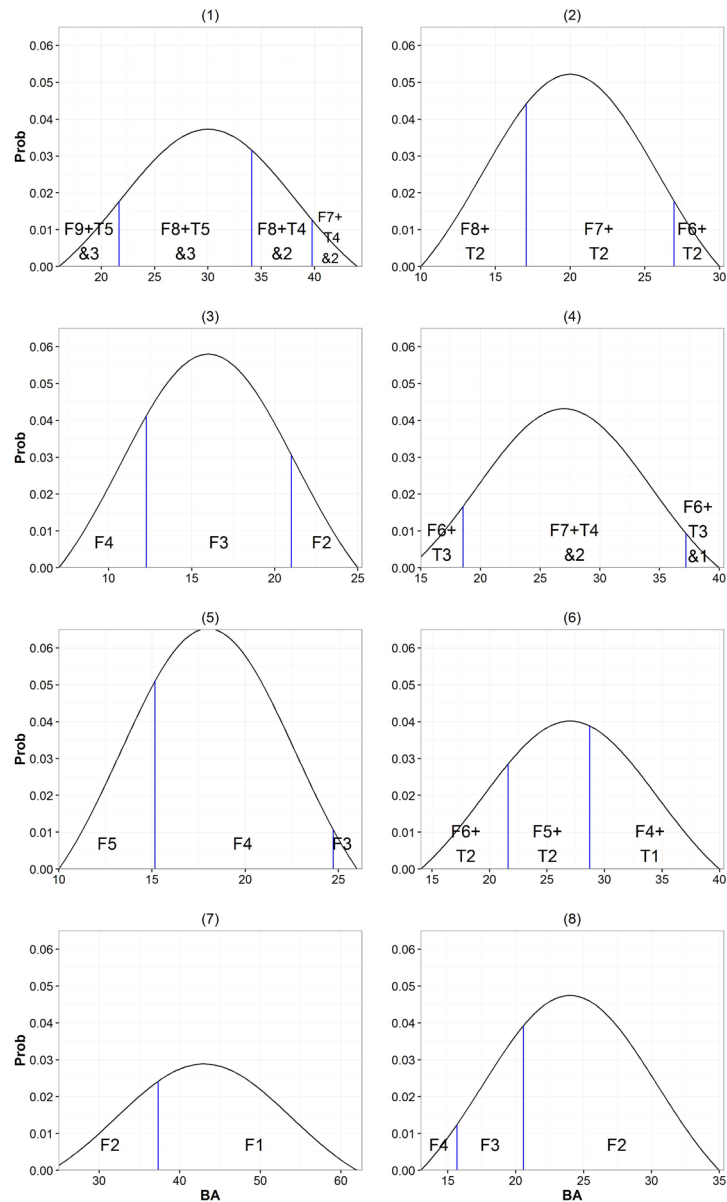 (1)
(2)
0.06
0.05
0.04
0.03
0.02
0.01
0.00
Prob
F9+T5
&3
F8+T5
&3
F8+T4
&2
F7+
T4
&2
20
25
30
35
40
0.06
0.05
0.04
0.03
0.02
0.01
0.00
F8+
T2
F7+
T2
F6+
T2
10
15
20
25
30
(3)
(4)
0.06
0.05
0.04
0.03
0.02
0.01
0.00
Prob
F4
F3
F2
10
15
20
25
0.06
0.05
0.04
0.03
0.02
0.01
0.00
F6+
T3
F7+T4
&2
F6+
T3
&1
15
20
25
30
35
40
(5)
(6)
0.06
0.05
0.04
0.03
0.02
0.01
0.00
Prob
F5
F4
F3
10
15
20
25
0.06
0.05
0.04
0.03
0.02
0.01
0.00
F6+
T2
F5+
T2
F4+
T1
15
20
25
30
35
40
(7)
(8)
0.06
0.05
0.04
0.03
0.02
0.01
0.00
Prob
F2
F1
30
40
50
60
BA
0.06
0.05
0.04
0.03
0.02
0.01
0.00
F4
F3
F2
15
20
25
30
35
BA